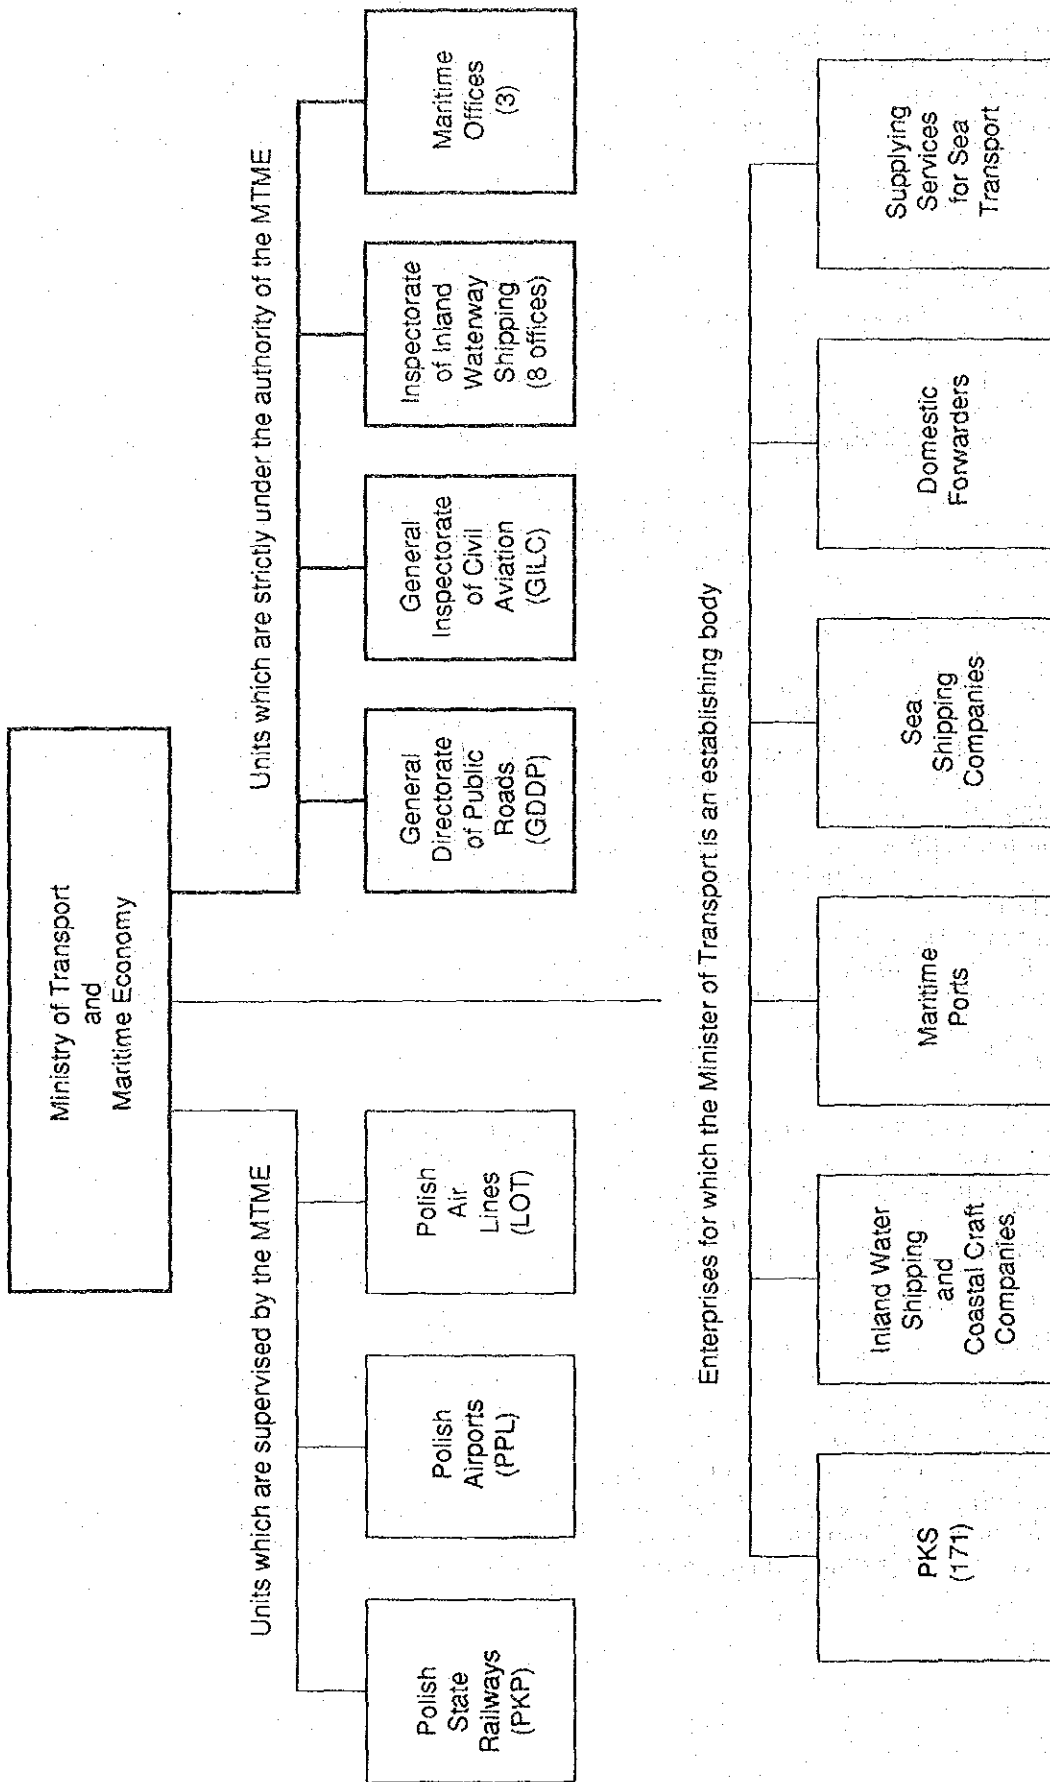 Ministry of Transport
and
Maritime Economy
Units which are supervised by the MTME
Units which are strictly under the authority of the MTME
Polish
State
Railways
(PKP)
Polish
Airports
(PPL)
Polish
Air
Lines
(LOT)
General
Directorate
of Public
Roads
(GDDP)
General
Inspectorate
of Civil
Aviation
(GILC)
Inspectorate
of Inland
Waterway
Shipping
(8 offices)
Maritime
Offices
(3)
Enterprises for which the Minister of Transport is an establishing body
PKS
(171)
Inland Water
Shipping
and
Coastal Craft
Companies
Maritime
Ports
Sea
Shipping
Companies
Domestic
Forwarders
Supplying
Services
for Sea
Transport